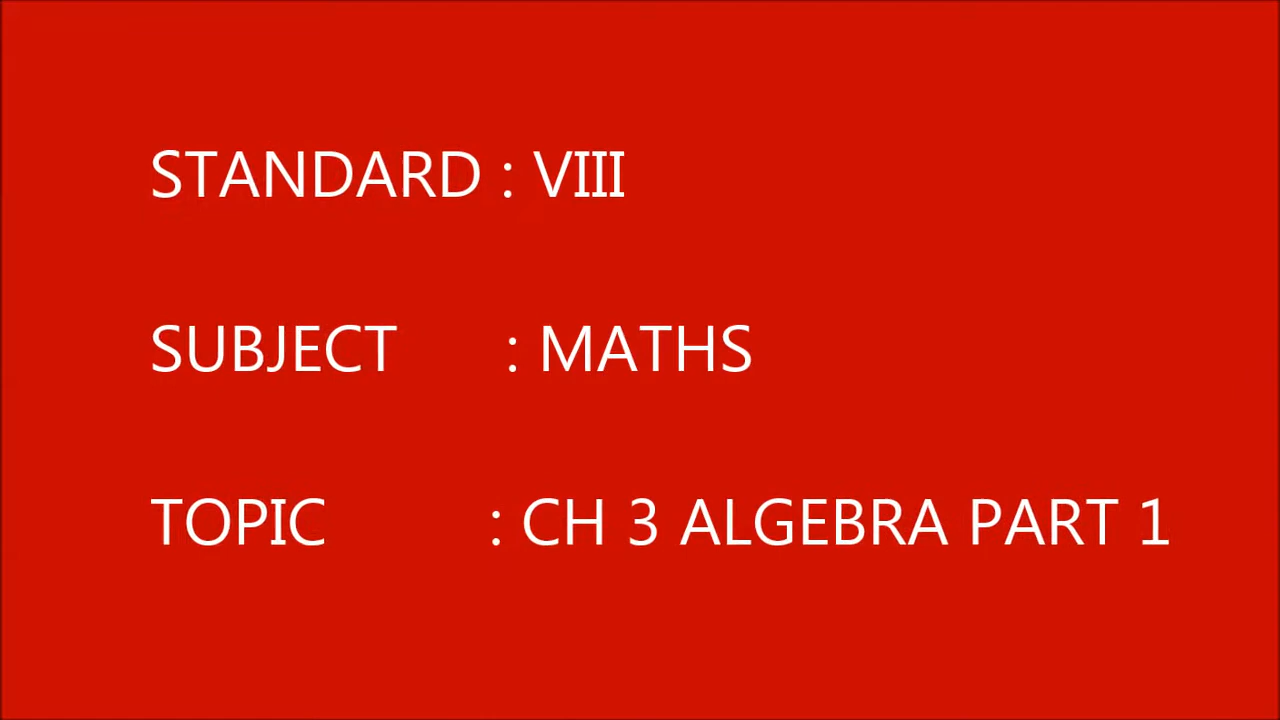 STANDARD : VIII
SUBJECT : MATHS
TOPIC : CH 3 ALGEBRA PART 1